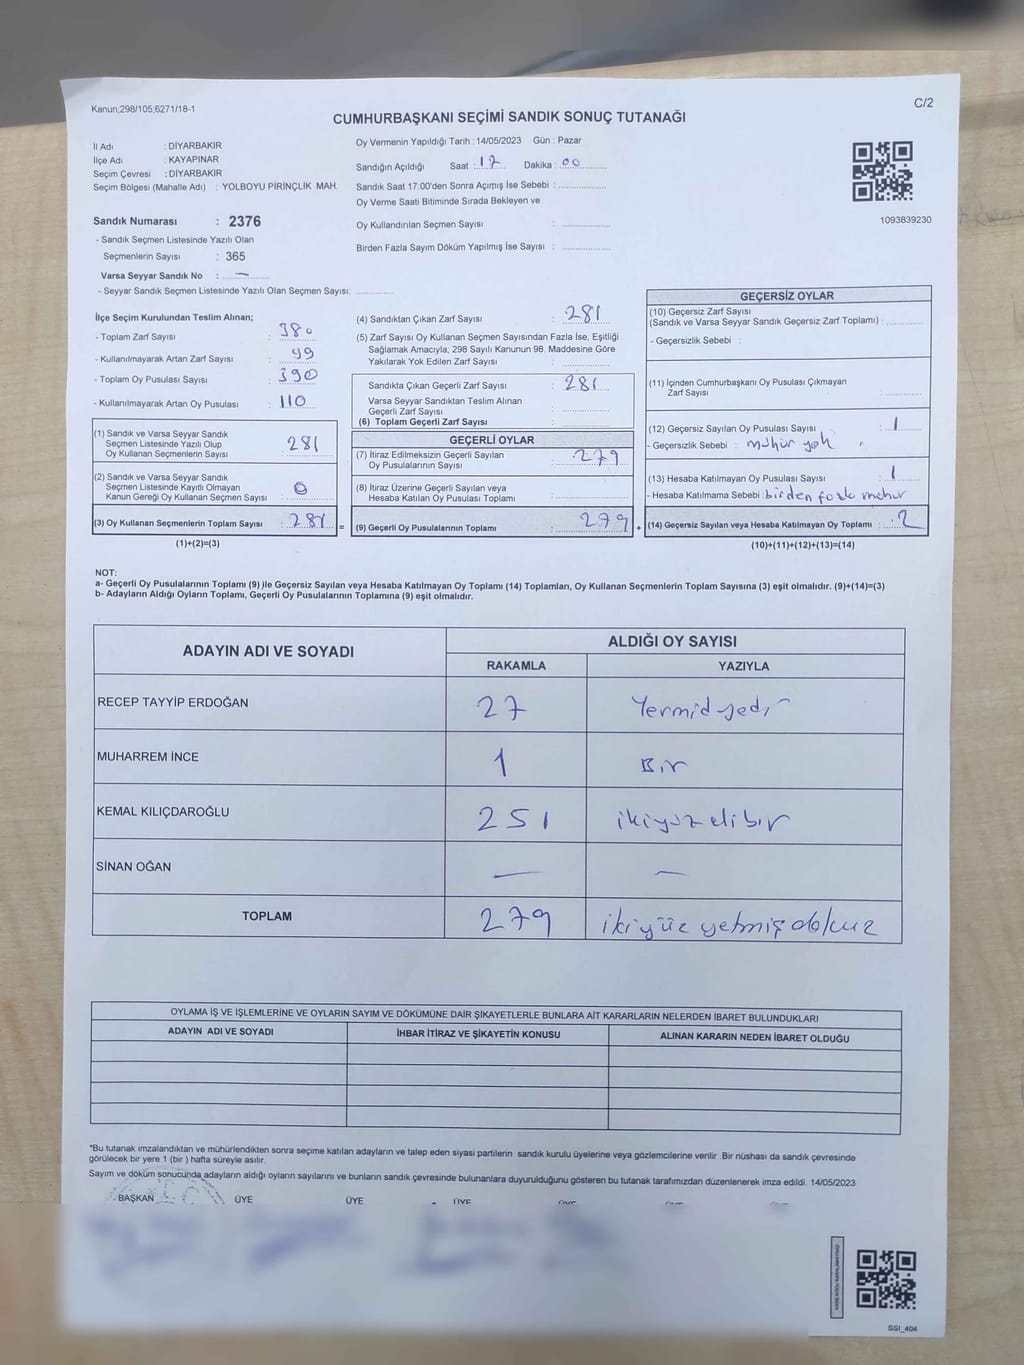 Kanun;298/105;6271/18-1
C/2
CUMHURBAŞKANI SEÇİMİ SANDIK SONUÇ TUTANAĞI
İl Adı : DİYARBAKIR
İlçe Adı : KAYAPINAR
Seçim Çevresi : DİYARBAKIR
Seçim Bölgesi (Mahalle Adı) : YOLBOYU PİRİNÇLİK MAH.
Sandık Numarası : 2376
- Sandık Seçmen Listesinde Yazılı Olan
Seçmenlerin Sayısı : 365
Varsa Seyyar Sandık No : —
- Seyyar Sandık Seçmen Listesinde Yazılı Olan Seçmen Sayısı:
Oy Vermenin Yapıldığı Tarih : 14/05/2023 Gün : Pazar
Sandığın Açıldığı Saat : 17 Dakika : 00
Sandık Saat 17:00'den Sonra Açımış İse Sebebi :
Oy Verme Saati Bitiminde Sırada Bekleyen ve
Oy Kullandırılan Seçmen Sayısı :
Birden Fazla Sayım Döküm Yapılmış İse Sayısı :
1093839230
İlçe Seçim Kurulundan Teslim Alınan;
- Toplam Zarf Sayısı : 380
- Kullanılmayarak Artan Zarf Sayısı : 99
- Toplam Oy Pusulası Sayısı : 390
- Kullanılmayarak Artan Oy Pusulası : 110
(1) Sandık ve Varsa Seyyar Sandık
Seçmen Listesinde Yazılı Olup
Oy Kullanan Seçmenlerin Sayısı : 281
(2) Sandık ve Varsa Seyyar Sandık
Seçmen Listesinde Kayıtlı Olmayan
Kanun Gereği Oy Kullanan Seçmen Sayısı : 0
(3) Oy Kullanan Seçmenlerin Toplam Sayısı : 281 =
(1)+(2)=(3)
(4) Sandıktan Çıkan Zarf Sayısı : 281
(5) Zarf Sayısı Oy Kullanan Seçmen Sayısından Fazla İse, Eşitliği
Sağlamak Amacıyla; 298 Sayılı Kanunun 98. Maddesine Göre
Yakılarak Yok Edilen Zarf Sayısı :
Sandıkta Çıkan Geçerli Zarf Sayısı : 281
Varsa Seyyar Sandıktan Teslim Alınan
Geçerli Zarf Sayısı :
(6) Toplam Geçerli Zarf Sayısı :
GEÇERLİ OYLAR
(7) İtiraz Edilmeksizin Geçerli Sayılan
Oy Pusulalarının Sayısı : 279
(8) İtiraz Üzerine Geçerli Sayılan veya
Hesaba Katılan Oy Pusulası Toplamı :
(9) Geçerli Oy Pusulalarının Toplamı : 279 +
GEÇERSİZ OYLAR
(10) Geçersiz Zarf Sayısı
(Sandık ve Varsa Seyyar Sandık Geçersiz Zarf Toplamı) :
- Geçersizlik Sebebi :
(11) İçinden Cumhurbaşkanı Oy Pusulası Çıkmayan
Zarf Sayısı :
(12) Geçersiz Sayılan Oy Pusulası Sayısı : 1
- Geçersizlik Sebebi : mühür yok
(13) Hesaba Katılmayan Oy Pusulası Sayısı : 1
- Hesaba Katılmama Sebebi : birden fazla mühür
(14) Geçersiz Sayılan veya Hesaba Katılmayan Oy Toplamı : 2
(10)+(11)+(12)+(13)=(14)
NOT:
a- Geçerli Oy Pusulalarının Toplamı (9) ile Geçersiz Sayılan veya Hesaba Katılmayan Oy Toplamı (14) Toplamları, Oy Kullanan Seçmenlerin Toplam Sayısına (3) eşit olmalıdır. (9)+(14)=(3)
b- Adayların Aldığı Oyların Toplamı, Geçerli Oy Pusulalarının Toplamına (9) eşit olmalıdır.
ADAYIN ADI VE SOYADI
ALDIĞI OY SAYISI
RAKAMLA YAZIYLA
RECEP TAYYİP ERDOĞAN 27 Yermidyedi
MUHARREM İNCE 1 Bir
KEMAL KILIÇDAROĞLU 251 ikiyüzelibir
SİNAN OĞAN — —
TOPLAM 279 ikiyüz yetmiş dokuz
OYLAMA İŞ VE IŞLEMLERİNE VE OYLARIN SAYIM VE DÖKÜMÜNE DAİR ŞİKAYETLERLE BUNLARA AİT KARARLARIN NELERDEN İBARET BULUNDUKLARI
ADAYIN ADI VE SOYADI İHBAR İTİRAZ VE ŞİKAYETİN KONUSU ALINAN KARARIN NEDEN İBARET OLDUĞU
*Bu tutanak imzalandıktan ve mühürlendikten sonra seçime katılan adayların ve talep eden siyasi partilerin sandık kurulu üyelerine veya gözlemcilerine verilir .Bir nüshası da sandık çevresinde
görülecek bir yere 1 (bir ) hafta süreyle asılır.
Sayım ve döküm sonucunda adayların aldığı oyların sayılarını ve bunların sandık çevresinde bulunanlara duyurulduğunu gösteren bu tutanak tarafımızdan düzenlenerek imza edildi. 14/05/2023
BAŞKAN ÜYE ÜYE ÜYE
SSI_404